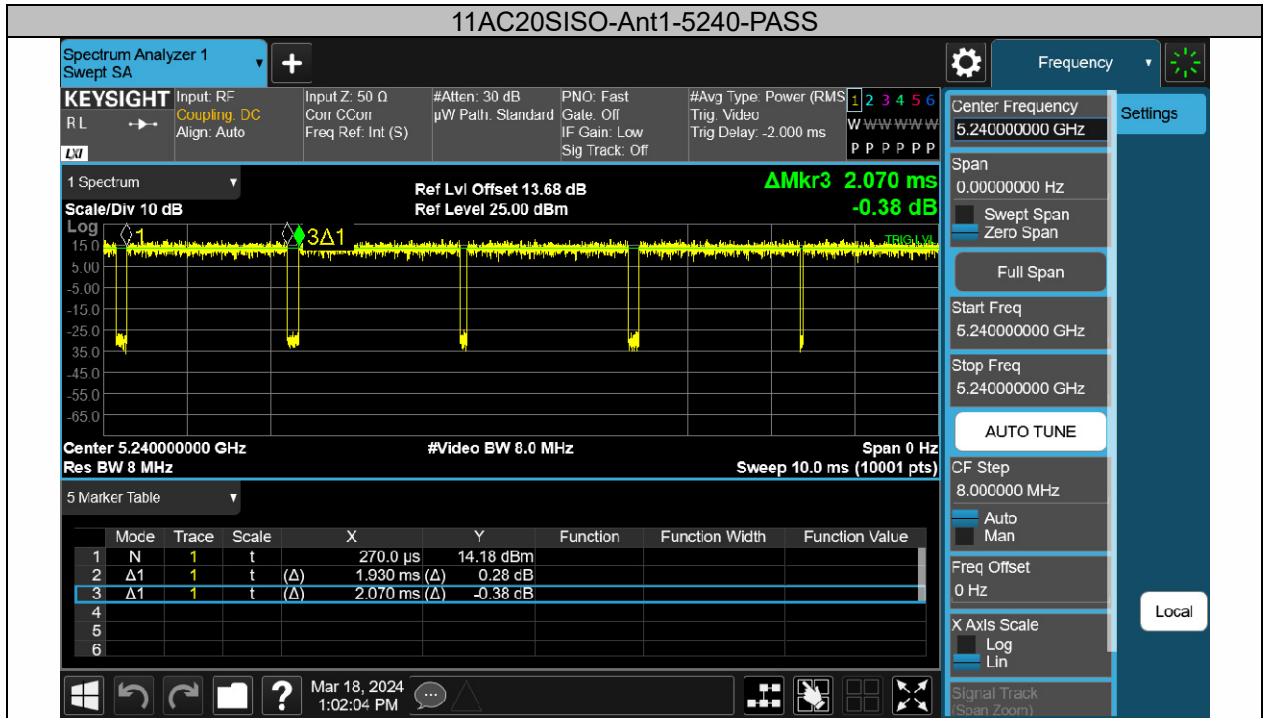 11AC20SISO-Ant1-5240-PASS
Spectrum Analyzer 1
Swept SA
Frequency
KEYSIGHT
RL
LXI
Input: RF
Coupling: DC
Align: Auto
Input Z: 50 Ω
Corr CCorr
Freq Ref: Int (S)
#Atten: 30 dB
µW Path: Standard
PNO: Fast
Gate: Off
IF Gain: Low
Sig Track: Off
#Avg Type: Power (RMS
Trig: Video
Trig Delay: -2.000 ms
1 2 3 4 5 6
W W W W W W
P P P P P P
1 Spectrum
Scale/Div 10 dB
Ref Lvl Offset 13.68 dB
Ref Level 25.00 dBm
ΔMkr3 2.070 ms
-0.38 dB
Log
1
3Δ1
TRIG LVL
15.0
5.00
-5.00
-15.0
-25.0
-35.0
-45.0
-55.0
-65.0
Center 5.240000000 GHz
Res BW 8 MHz
#Video BW 8.0 MHz
Span 0 Hz
Sweep 10.0 ms (10001 pts)
5 Marker Table
Mode Trace Scale X Y Function Function Width Function Value
1 N 1 t 270.0 µs 14.18 dBm
2 Δ1 1 t (Δ) 1.930 ms (Δ) 0.28 dB
3 Δ1 1 t (Δ) 2.070 ms (Δ) -0.38 dB
4
5
6
Mar 18, 2024
1:02:04 PM
Center Frequency
5.240000000 GHz
Span
0.00000000 Hz
Swept Span
Zero Span
Full Span
Start Freq
5.240000000 GHz
Stop Freq
5.240000000 GHz
AUTO TUNE
CF Step
8.000000 MHz
Auto
Man
Freq Offset
0 Hz
X Axis Scale
Log
Lin
Signal Track
(Span Zoom)
Settings
Local